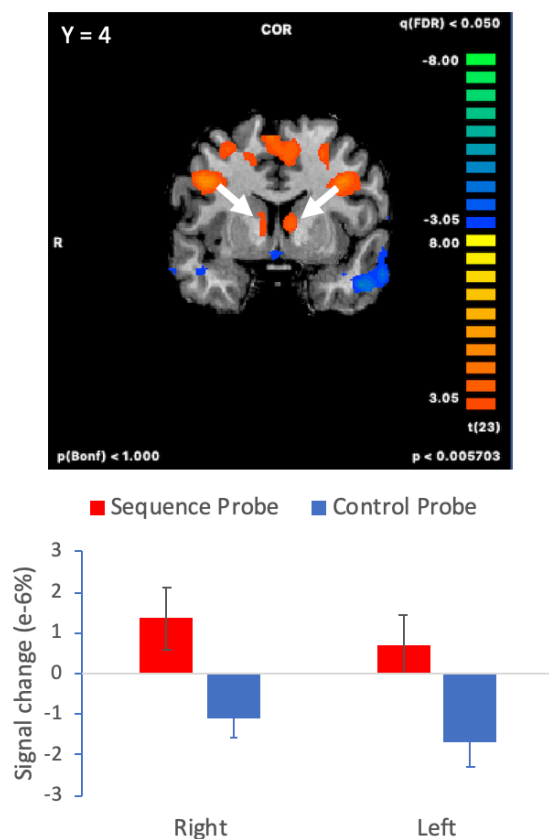 Y = 4
COR
q(FDR) < 0.050
-8.00
-3.05
8.00
R
3.05
t(23)
p(Bonf) < 1.000
p < 0.005703
Sequence Probe
Control Probe
Signal change (e-6%)
3
2
1
0
-1
-2
-3
Right
Left